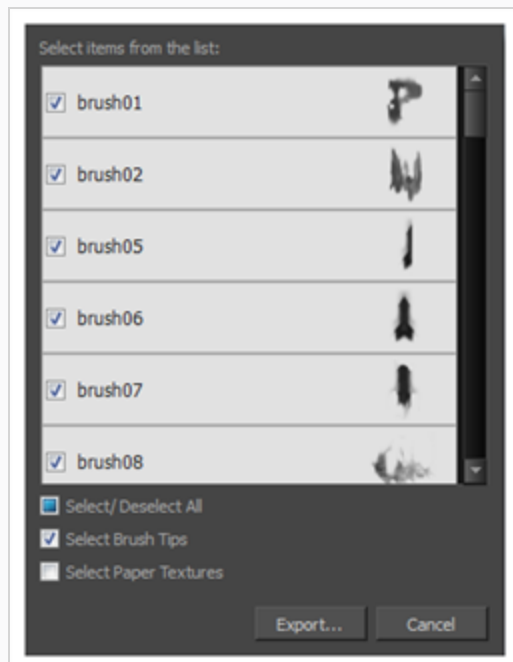 Select items from the list:
brush01
brush02
brush05
brush06
brush07
brush08
Select/ Deselect All
Select Brush Tips
Select Paper Textures
Export... Cancel